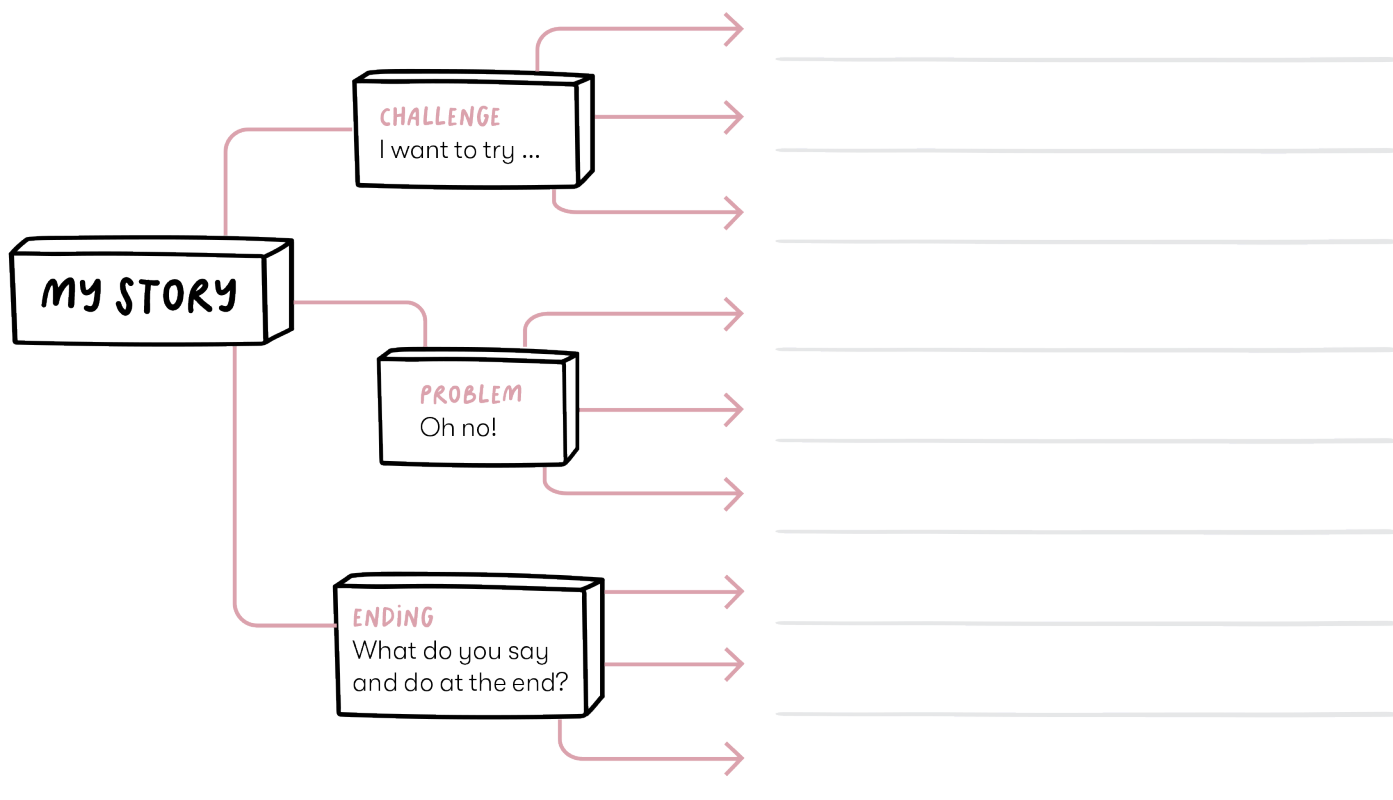 MY STORY
CHALLENGE
I want to try ...
PROBLEM
Oh no!
ENDiNG
What do you say
and do at the end?